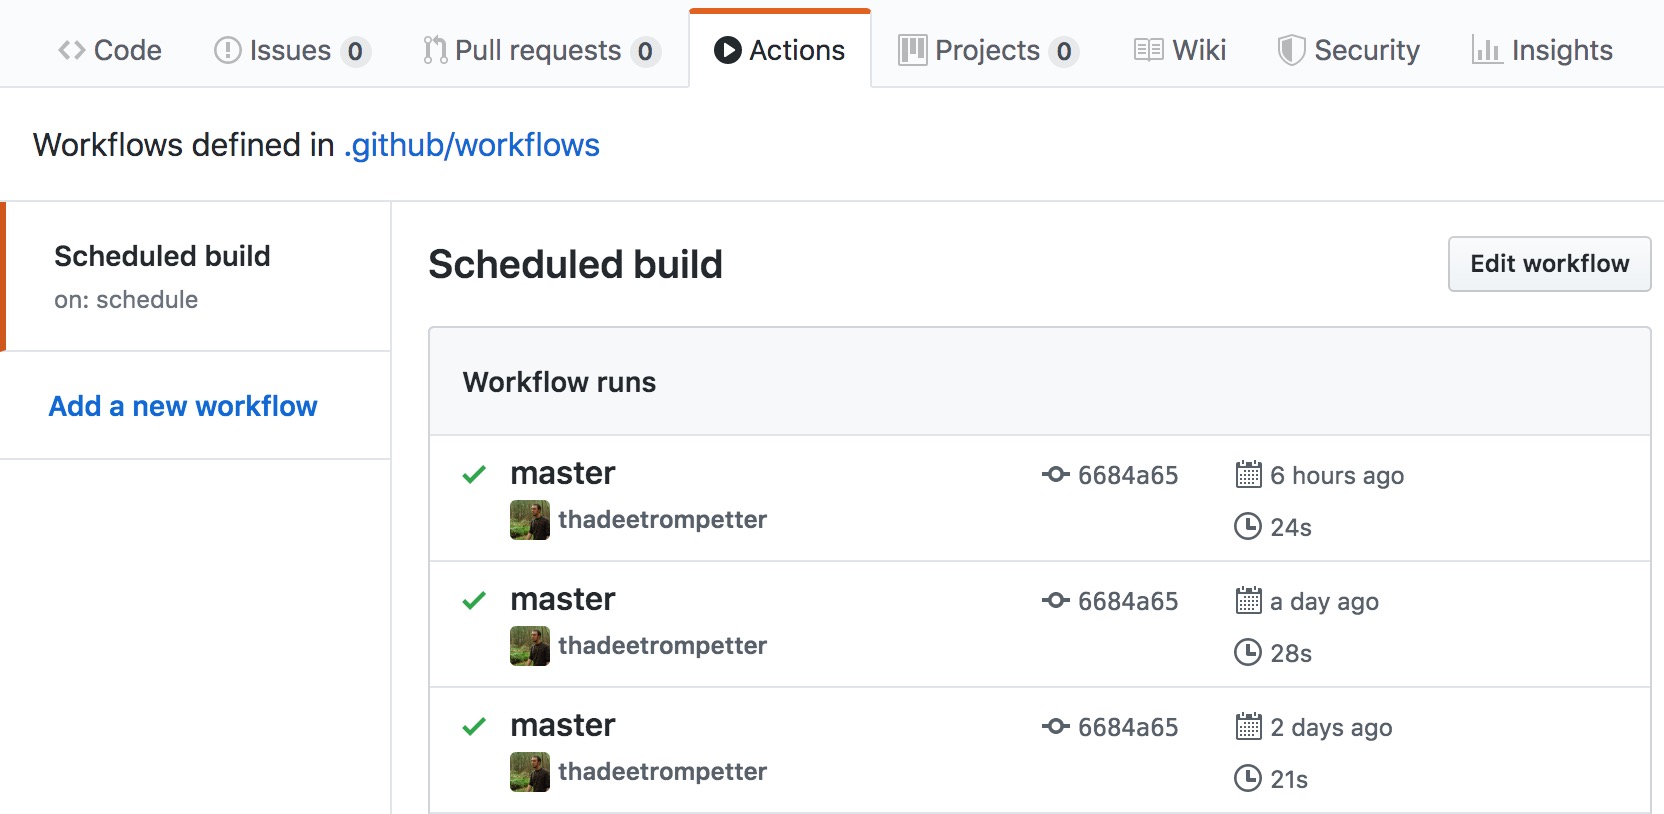 Code Issues 0 Pull requests 0 Actions Projects 0 Wiki Security Insights
Workflows defined in .github/workflows
Scheduled build
on: schedule
Add a new workflow
Scheduled build
Edit workflow
Workflow runs
master 6684a65 6 hours ago
thadeetrompetter 24s
master 6684a65 a day ago
thadeetrompetter 28s
master 6684a65 2 days ago
thadeetrompetter 21s